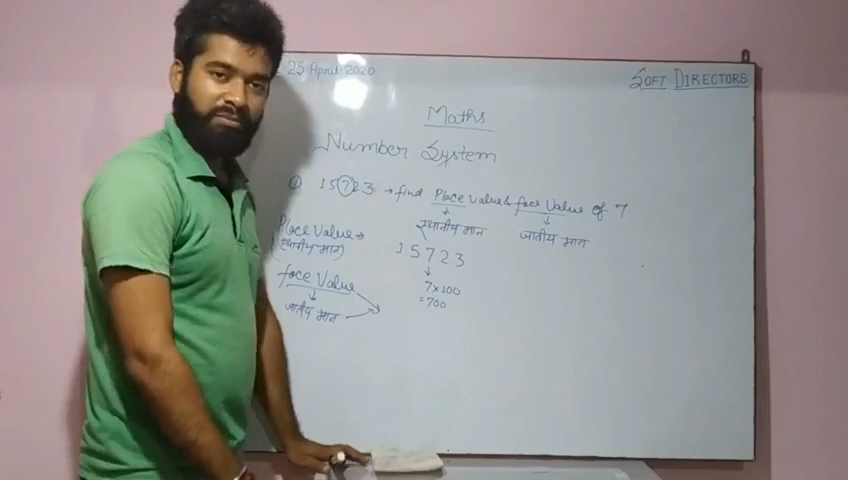 25 April 2020
SOFT DIRECTORS
Maths
Number System
15723 → find Place Value & face Value of 7
स्थानीय मान
जातीय मान
Place Value →
(स्थानीय मान)
15723
face Value
7×100
=700
जातीय मान